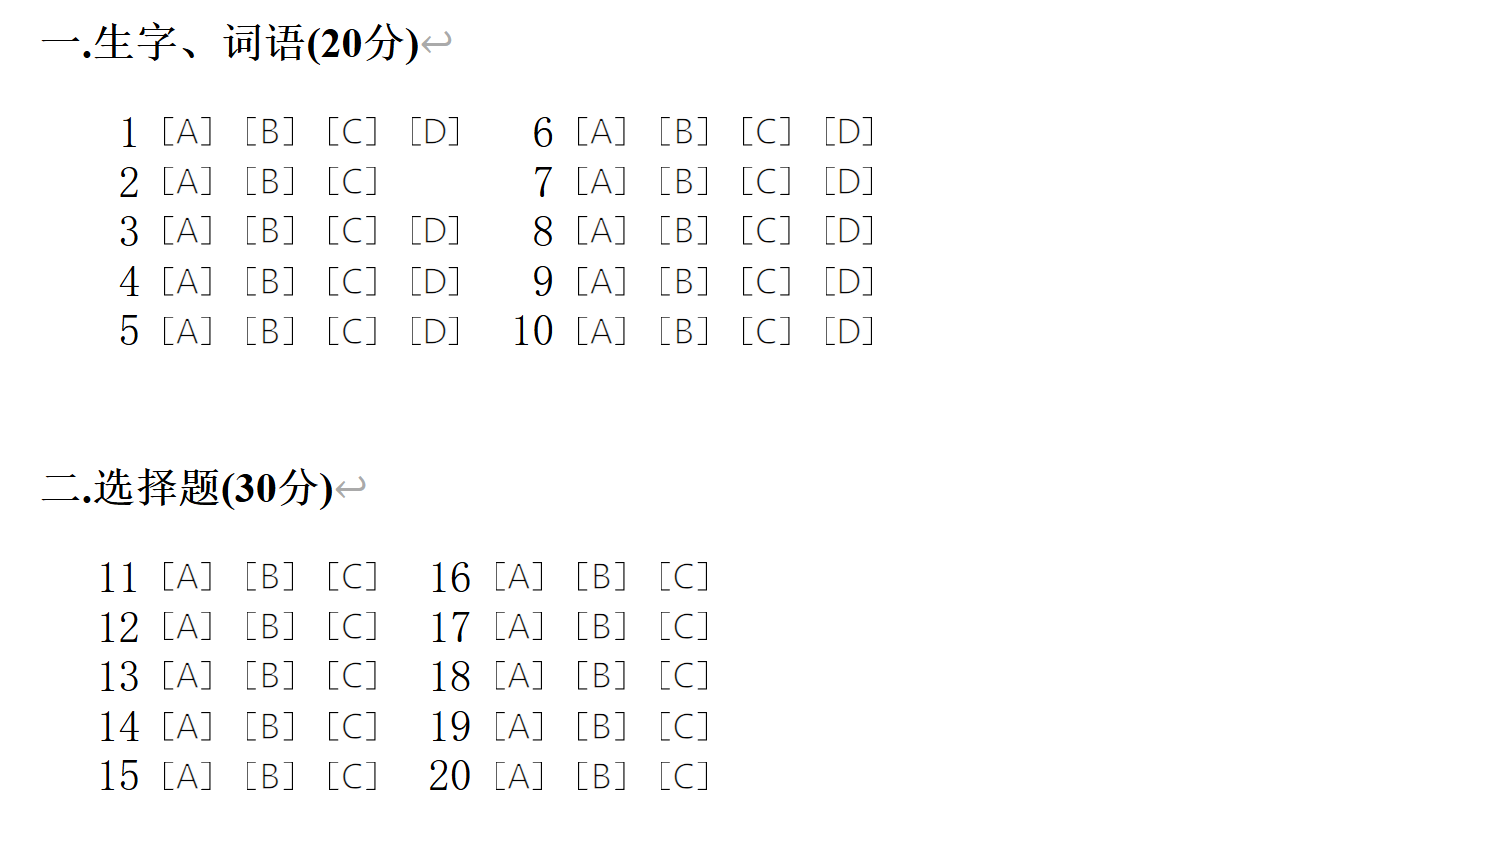 一.生字、词语(20分)↩
1 [A] [B] [C] [D] 6 [A] [B] [C] [D]
2 [A] [B] [C] 7 [A] [B] [C] [D]
3 [A] [B] [C] [D] 8 [A] [B] [C] [D]
4 [A] [B] [C] [D] 9 [A] [B] [C] [D]
5 [A] [B] [C] [D] 10 [A] [B] [C] [D]
二.选择题(30分)↩
11 [A] [B] [C] 16 [A] [B] [C]
12 [A] [B] [C] 17 [A] [B] [C]
13 [A] [B] [C] 18 [A] [B] [C]
14 [A] [B] [C] 19 [A] [B] [C]
15 [A] [B] [C] 20 [A] [B] [C]